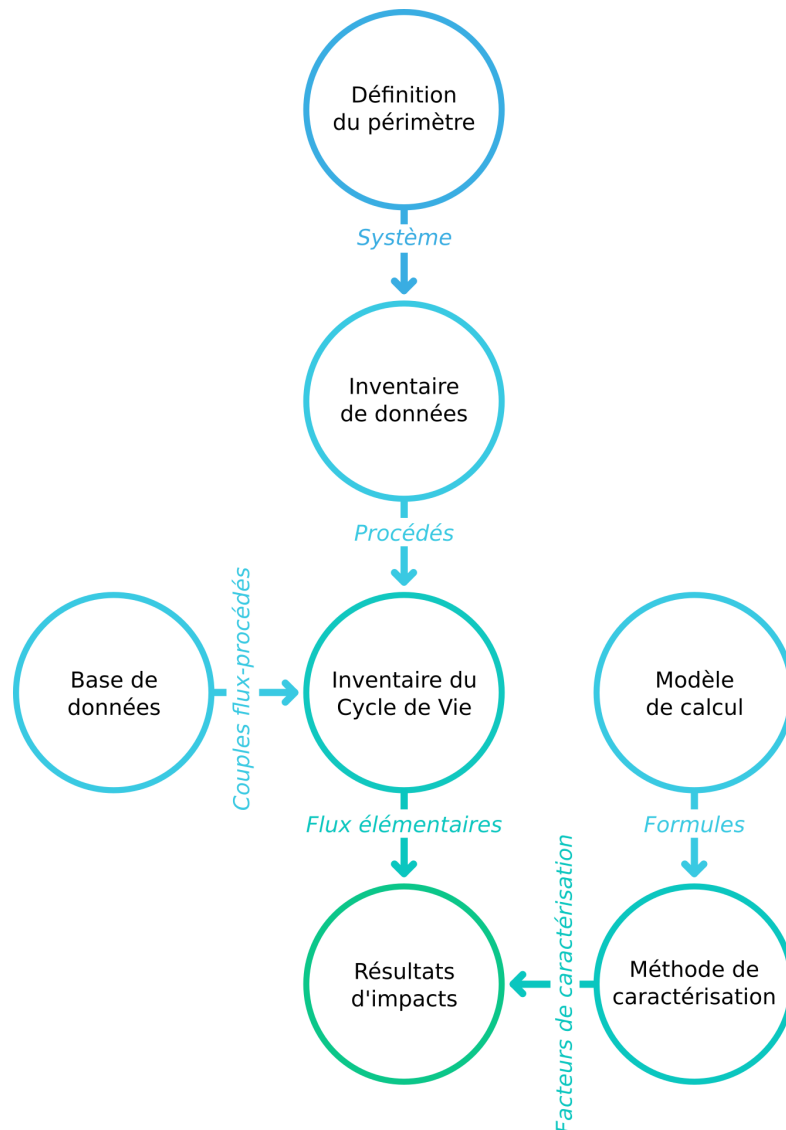 Définition
du périmètre
Système
Inventaire
de données
Procédés
Base de
données
Couples flux-procédés
Inventaire du
Cycle de Vie
Modèle
de calcul
Flux élémentaires
Formules
Résultats
d'impacts
Facteurs de caractérisation
Méthode de
caractérisation